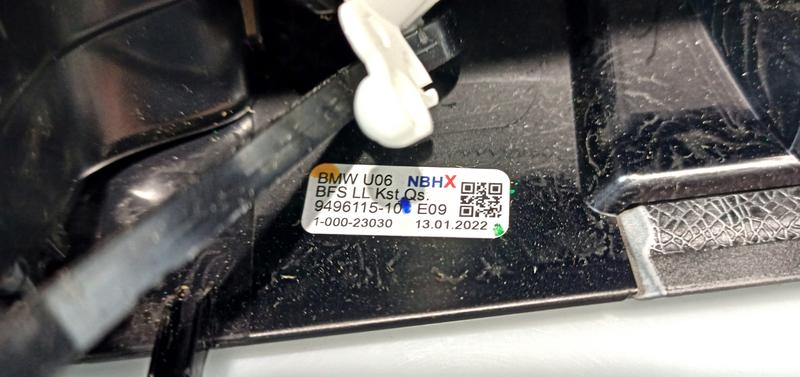 BMW U06 NBHX
BFS LL Kst Qs.
9496115-10 E09
1-000-23030 13.01.2022